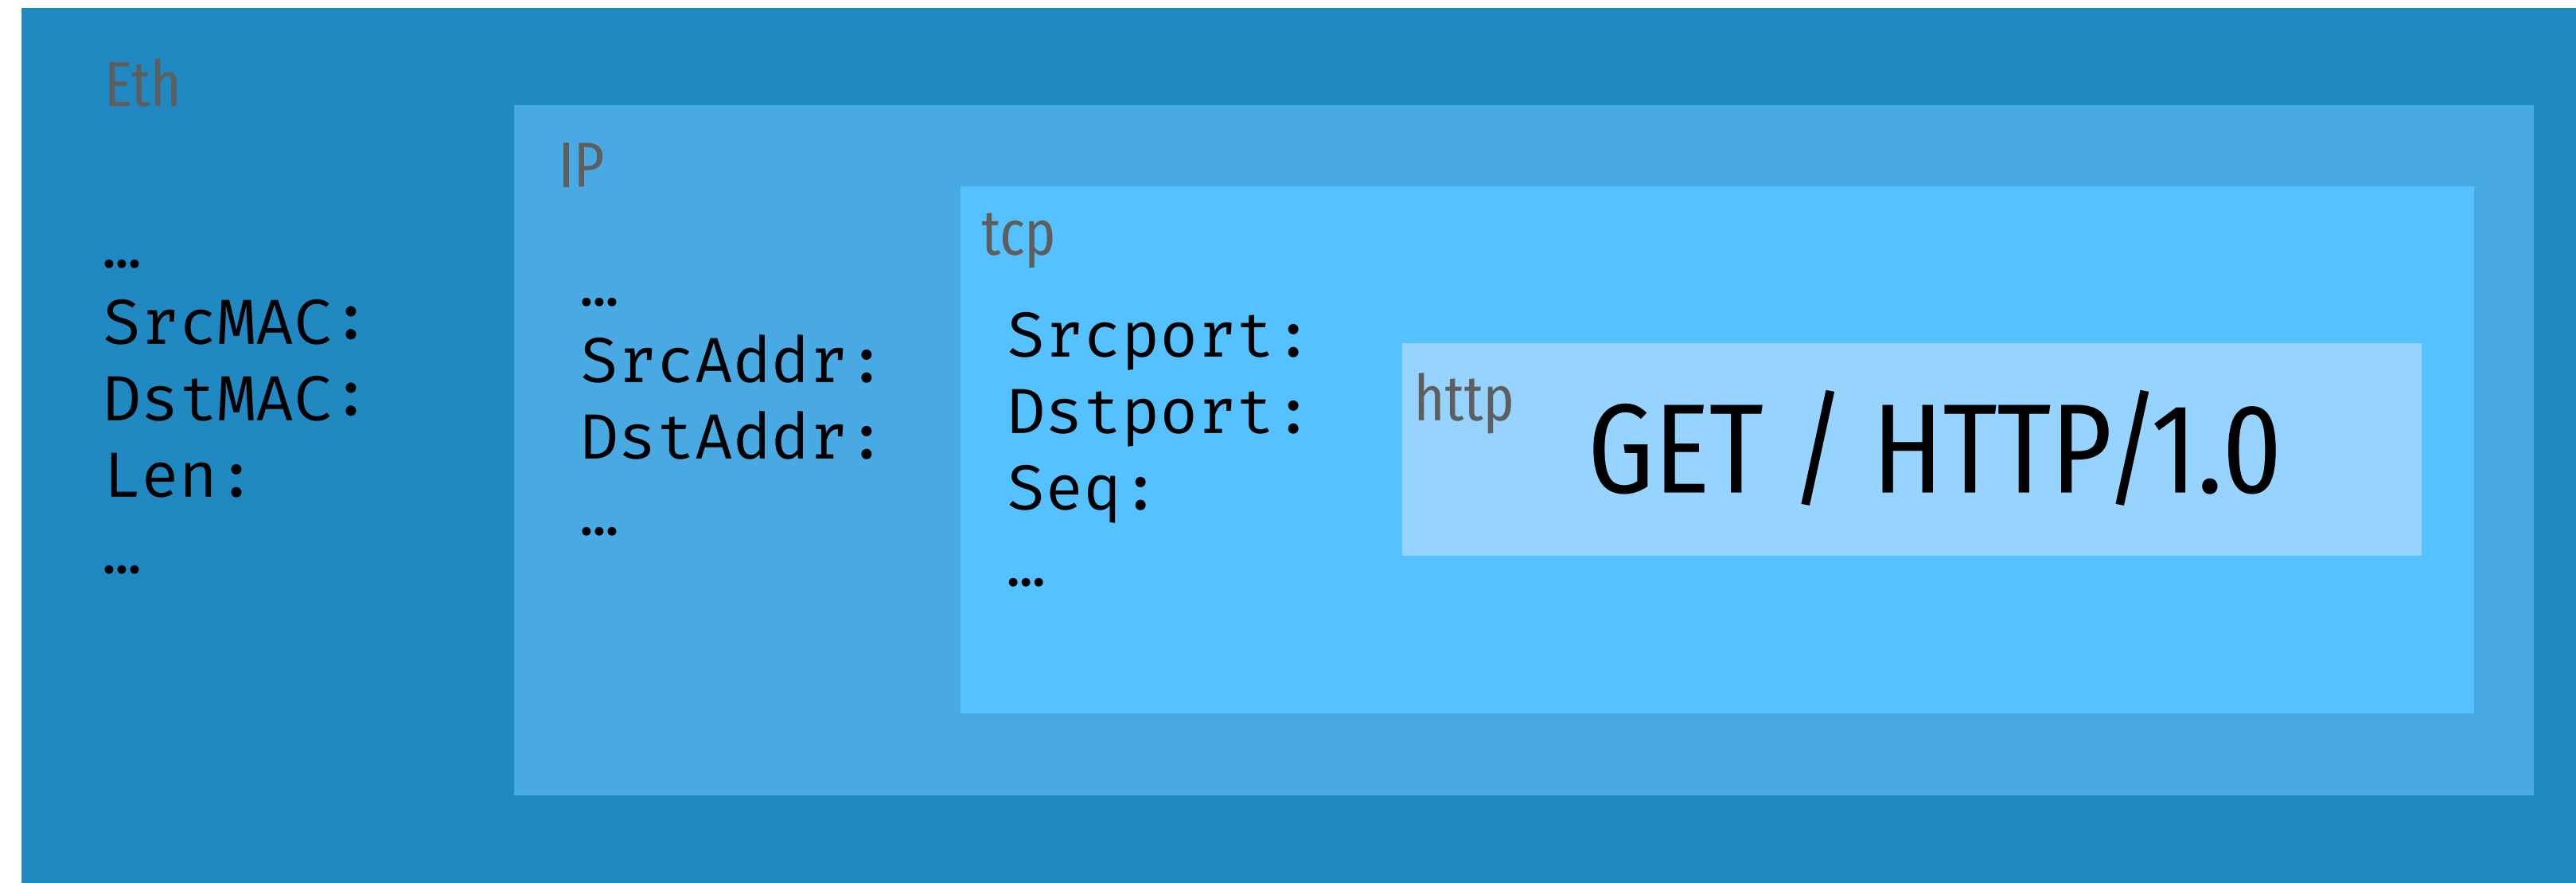 Eth
…
SrcMAC:
DstMAC:
Len:
…
IP
…
SrcAddr:
DstAddr:
…
tcp
Srcport:
Dstport:
Seq:
…
http
GET / HTTP/1.0